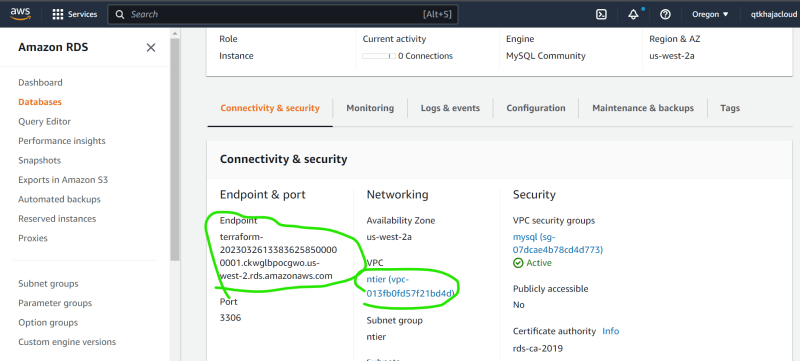 aws
Services
Search
[Alt+S]
Oregon
qtkhajacloud
Amazon RDS
Dashboard
Databases
Query Editor
Performance insights
Snapshots
Exports in Amazon S3
Automated backups
Reserved instances
Proxies
Subnet groups
Parameter groups
Option groups
Custom engine versions
Role
Instance
Current activity
0 Connections
Engine
MySQL Community
Region & AZ
us-west-2a
Connectivity & security
Monitoring
Logs & events
Configuration
Maintenance & backups
Tags
Connectivity & security
Endpoint & port
Endpoint
terraform-
20230326133836258500000
0001.ckwglbpocgwo.us-
west-2.rds.amazonaws.com
Port
3306
Networking
Availability Zone
us-west-2a
VPC
ntier (vpc-
013fb0fd57f21bd4d)
Subnet group
ntier
Subnets
Security
VPC security groups
mysql (sg-
07dcae4b78cd4d773)
Active
Publicly accessible
No
Certificate authority Info
rds-ca-2019